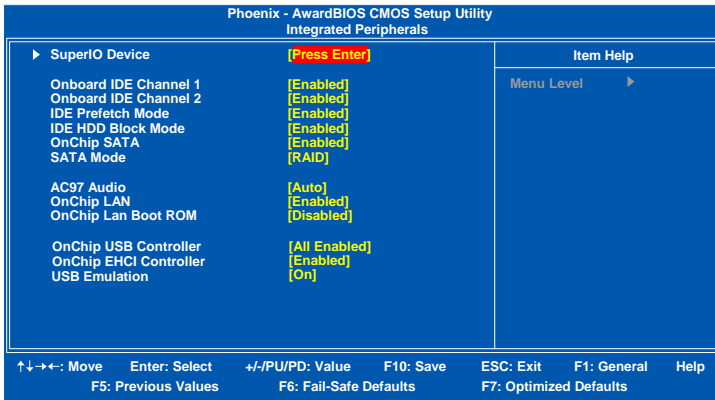 Phoenix - AwardBIOS CMOS Setup Utility
Integrated Peripherals
SuperIO Device [Press Enter]
Item Help
Menu Level
Onboard IDE Channel 1 [Enabled]
Onboard IDE Channel 2 [Enabled]
IDE Prefetch Mode [Enabled]
IDE HDD Block Mode [Enabled]
OnChip SATA [Enabled]
SATA Mode [RAID]
AC97 Audio [Auto]
OnChip LAN [Enabled]
OnChip Lan Boot ROM [Disabled]
OnChip USB Controller [All Enabled]
OnChip EHCI Controller [Enabled]
USB Emulation [On]
↑↓→←: Move Enter: Select +/-/PU/PD: Value F10: Save ESC: Exit F1: General Help
F5: Previous Values F6: Fail-Safe Defaults F7: Optimized Defaults